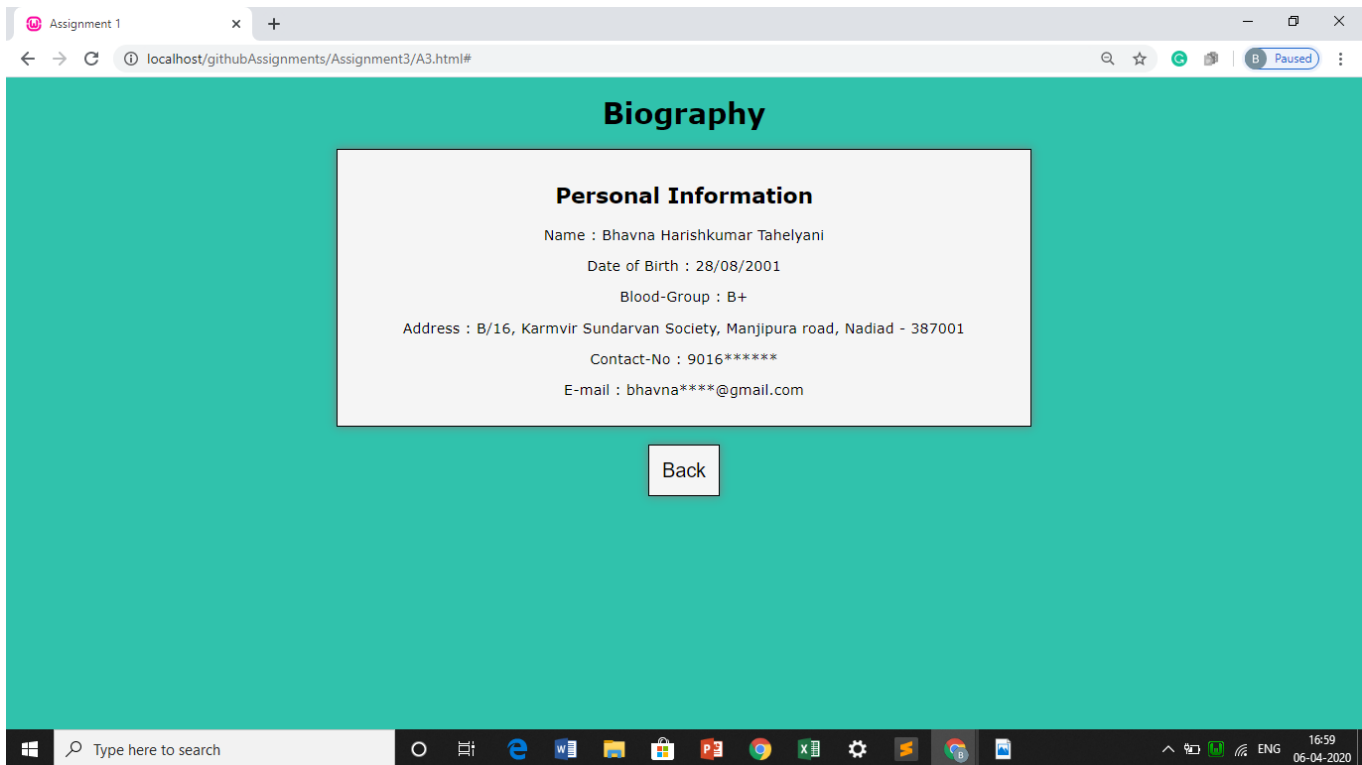 Assignment 1
localhost/githubAssignments/Assignment3/A3.html#
B Paused
Biography
Personal Information
Name : Bhavna Harishkumar Tahelyani
Date of Birth : 28/08/2001
Blood-Group : B+
Address : B/16, Karmvir Sundarvan Society, Manjipura road, Nadiad - 387001
Contact-No : 9016******
E-mail : bhavna****@gmail.com
Back
Type here to search
ENG
16:59
06-04-2020